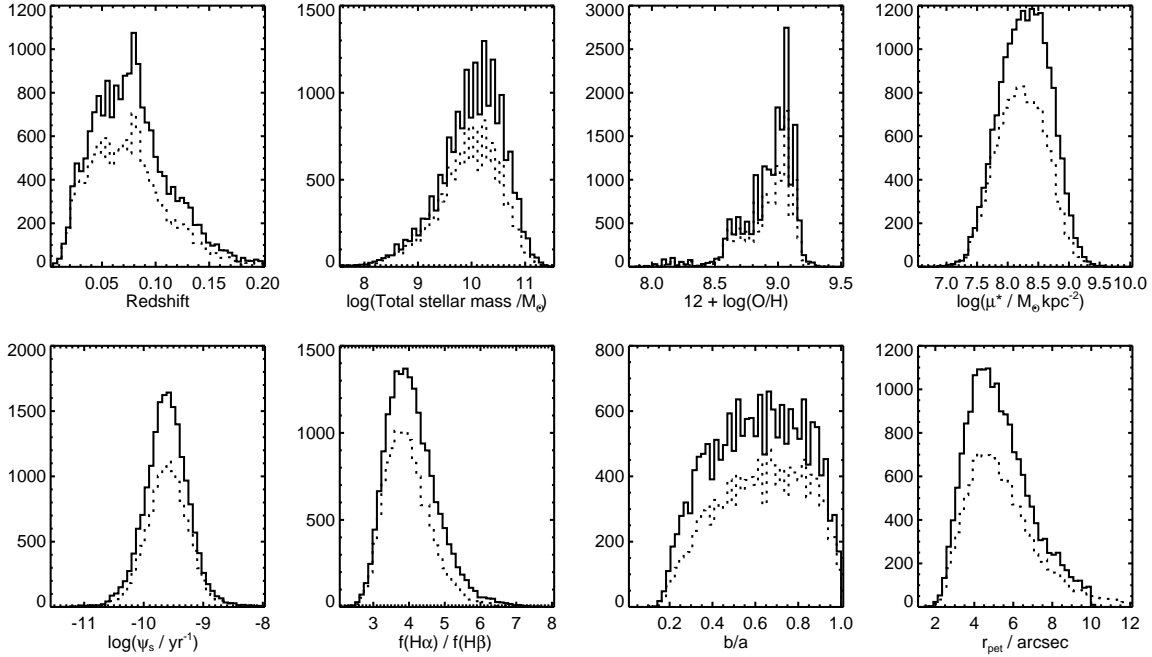 1200
1000
800
600
400
200
0
0.05 0.10 0.15 0.20
Redshift
1500
1000
500
0
8 9 10 11
log(Total stellar mass /M⊙)
3000
2500
2000
1500
1000
500
0
8.0 8.5 9.0 9.5
12 + log(O/H)
1200
1000
800
600
400
200
0
7.0 7.5 8.0 8.5 9.0 9.5 10.0
log(μ* / M⊙ kpc⁻²)
2000
1500
1000
500
0
-11 -10 -9 -8
log(ψₛ / yr⁻¹)
1500
1000
500
0
3 4 5 6 7 8
f(Hα) / f(Hβ)
800
600
400
200
0
0.2 0.4 0.6 0.8 1.0
b/a
1200
1000
800
600
400
200
0
2 4 6 8 10 12
r_pet / arcsec